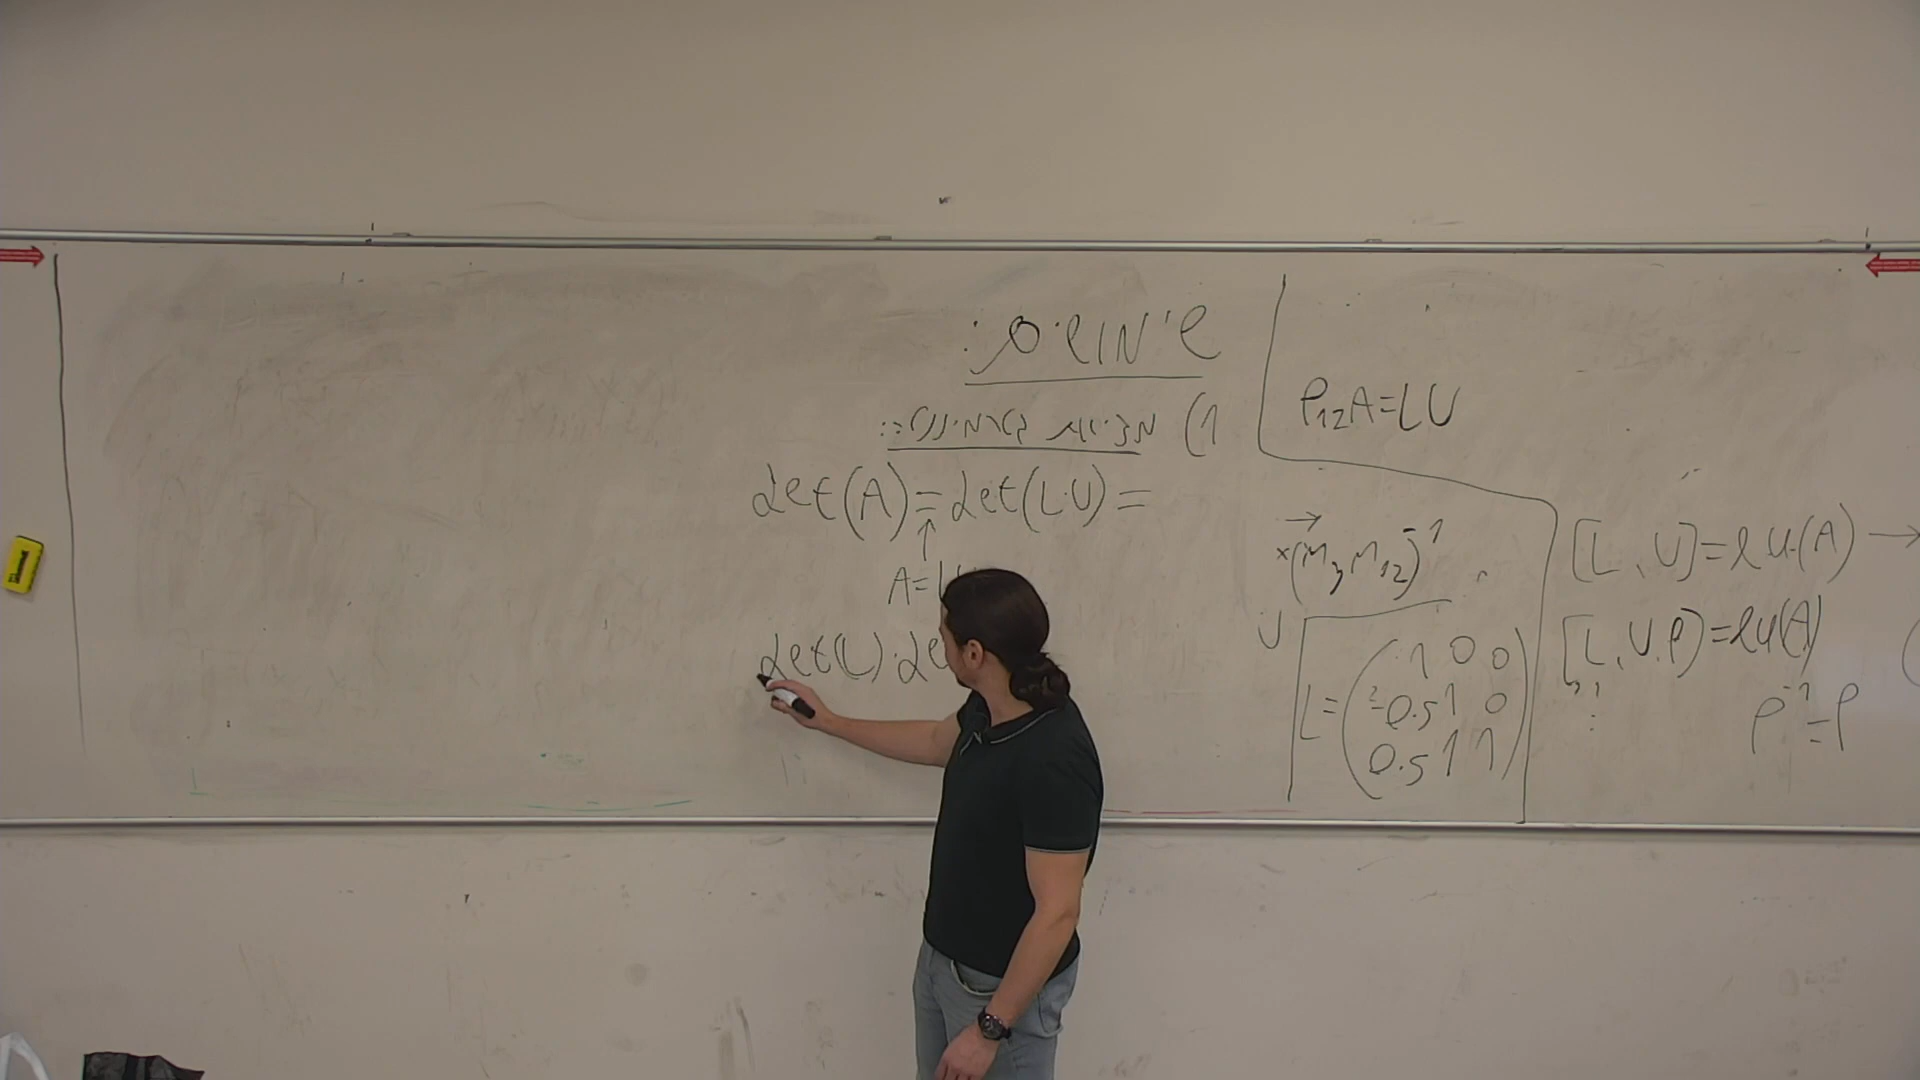 שימושים:
1) מציאת דטרמיננטה:
det(A) = det(L·U) =
↑
A=LU
det(L)·de
P₁₂A=LU
→
×(M₃M₁₂)⁻¹
U
L = ( 1 0 0
-0.5 1 0
0.5 1 1 )
[L, U] = lu(A) →
[L, U, P] = lu(A)
P⁻¹ = P